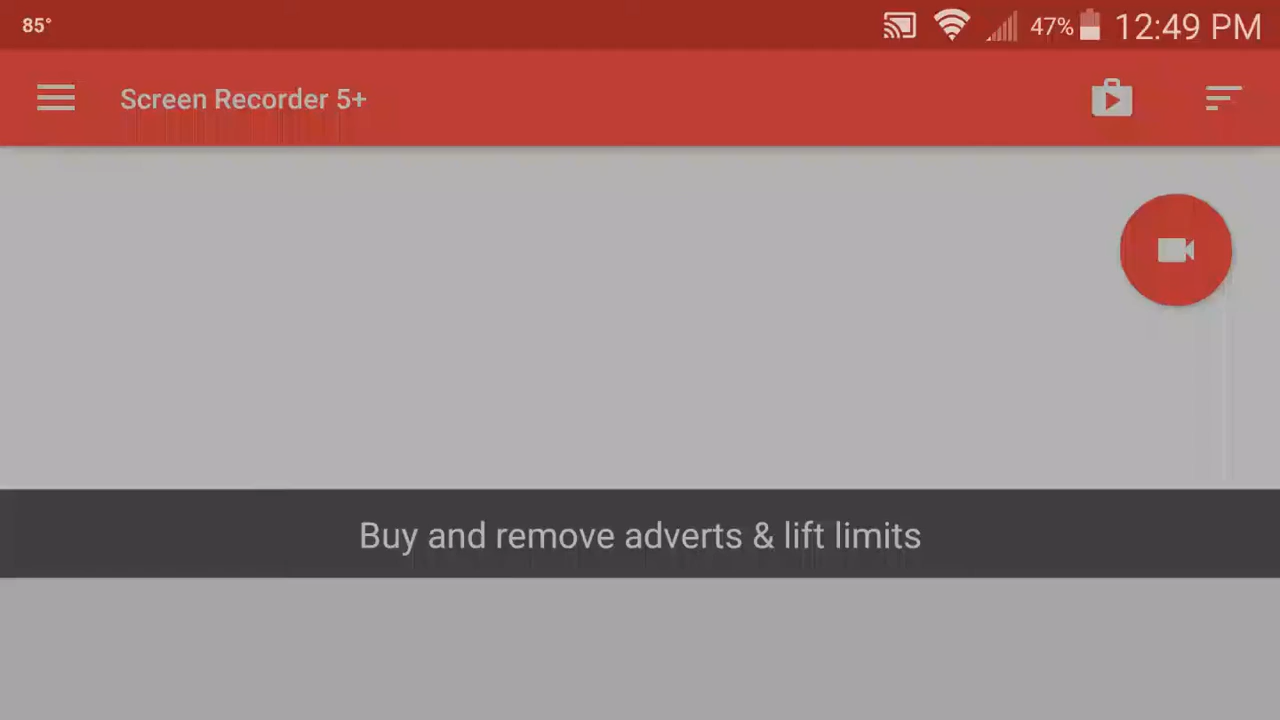 85°
47%
12:49 PM
Screen Recorder 5+
Buy and remove adverts & lift limits